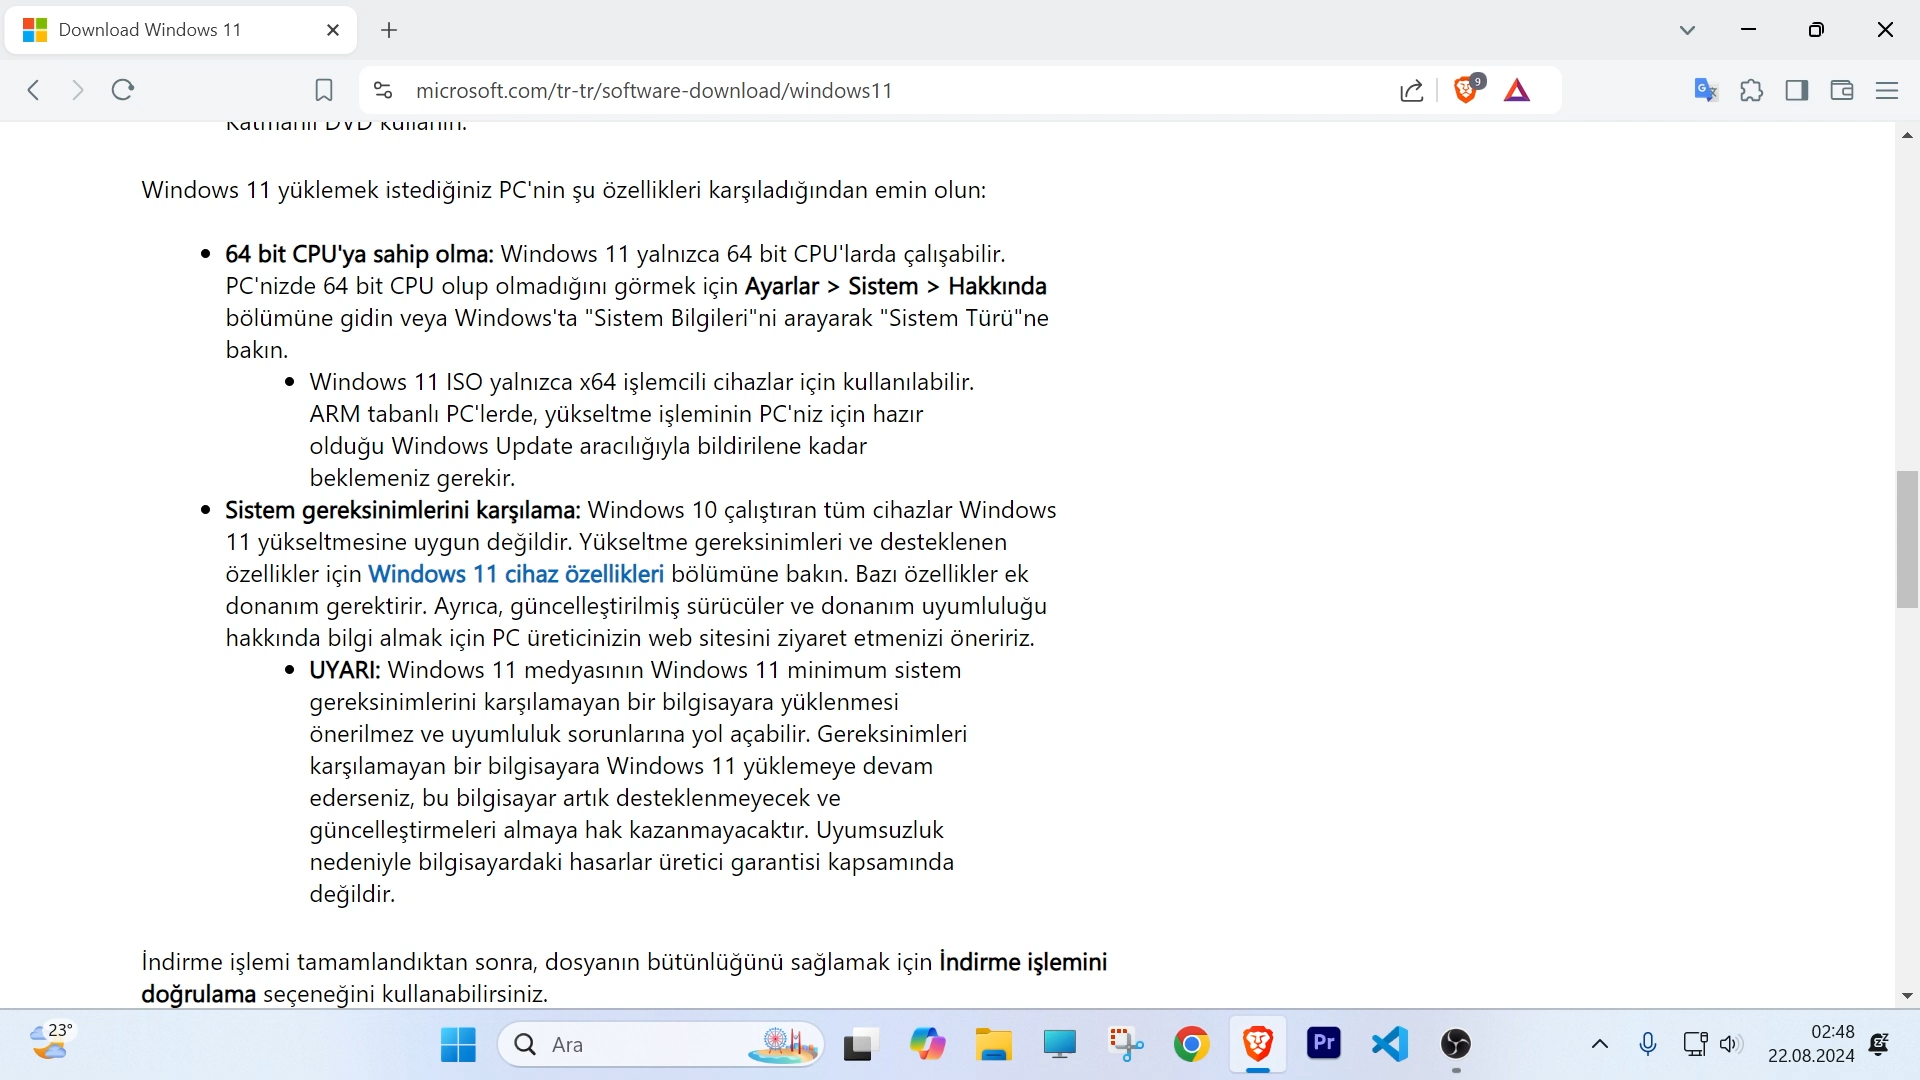 Download Windows 11
microsoft.com/tr-tr/software-download/windows11
9
Katmanlı DVD kullanın.
Windows 11 yüklemek istediğiniz PC'nin şu özellikleri karşıladığından emin olun:
64 bit CPU'ya sahip olma: Windows 11 yalnızca 64 bit CPU'larda çalışabilir.
PC'nizde 64 bit CPU olup olmadığını görmek için Ayarlar > Sistem > Hakkında
bölümüne gidin veya Windows'ta "Sistem Bilgileri"ni arayarak "Sistem Türü"ne
bakın.
Windows 11 ISO yalnızca x64 işlemcili cihazlar için kullanılabilir.
ARM tabanlı PC'lerde, yükseltme işleminin PC'niz için hazır
olduğu Windows Update aracılığıyla bildirilene kadar
beklemeniz gerekir.
Sistem gereksinimlerini karşılama: Windows 10 çalıştıran tüm cihazlar Windows
11 yükseltmesine uygun değildir. Yükseltme gereksinimleri ve desteklenen
özellikler için Windows 11 cihaz özellikleri bölümüne bakın. Bazı özellikler ek
donanım gerektirir. Ayrıca, güncelleştirilmiş sürücüler ve donanım uyumluluğu
hakkında bilgi almak için PC üreticinizin web sitesini ziyaret etmenizi öneririz.
UYARI: Windows 11 medyasının Windows 11 minimum sistem
gereksinimlerini karşılamayan bir bilgisayara yüklenmesi
önerilmez ve uyumluluk sorunlarına yol açabilir. Gereksinimleri
karşılamayan bir bilgisayara Windows 11 yüklemeye devam
ederseniz, bu bilgisayar artık desteklenmeyecek ve
güncelleştirmeleri almaya hak kazanmayacaktır. Uyumsuzluk
nedeniyle bilgisayardaki hasarlar üretici garantisi kapsamında
değildir.
İndirme işlemi tamamlandıktan sonra, dosyanın bütünlüğünü sağlamak için İndirme işlemini
doğrulama seçeneğini kullanabilirsiniz.
23°
Ara
Pr
02:48
22.08.2024